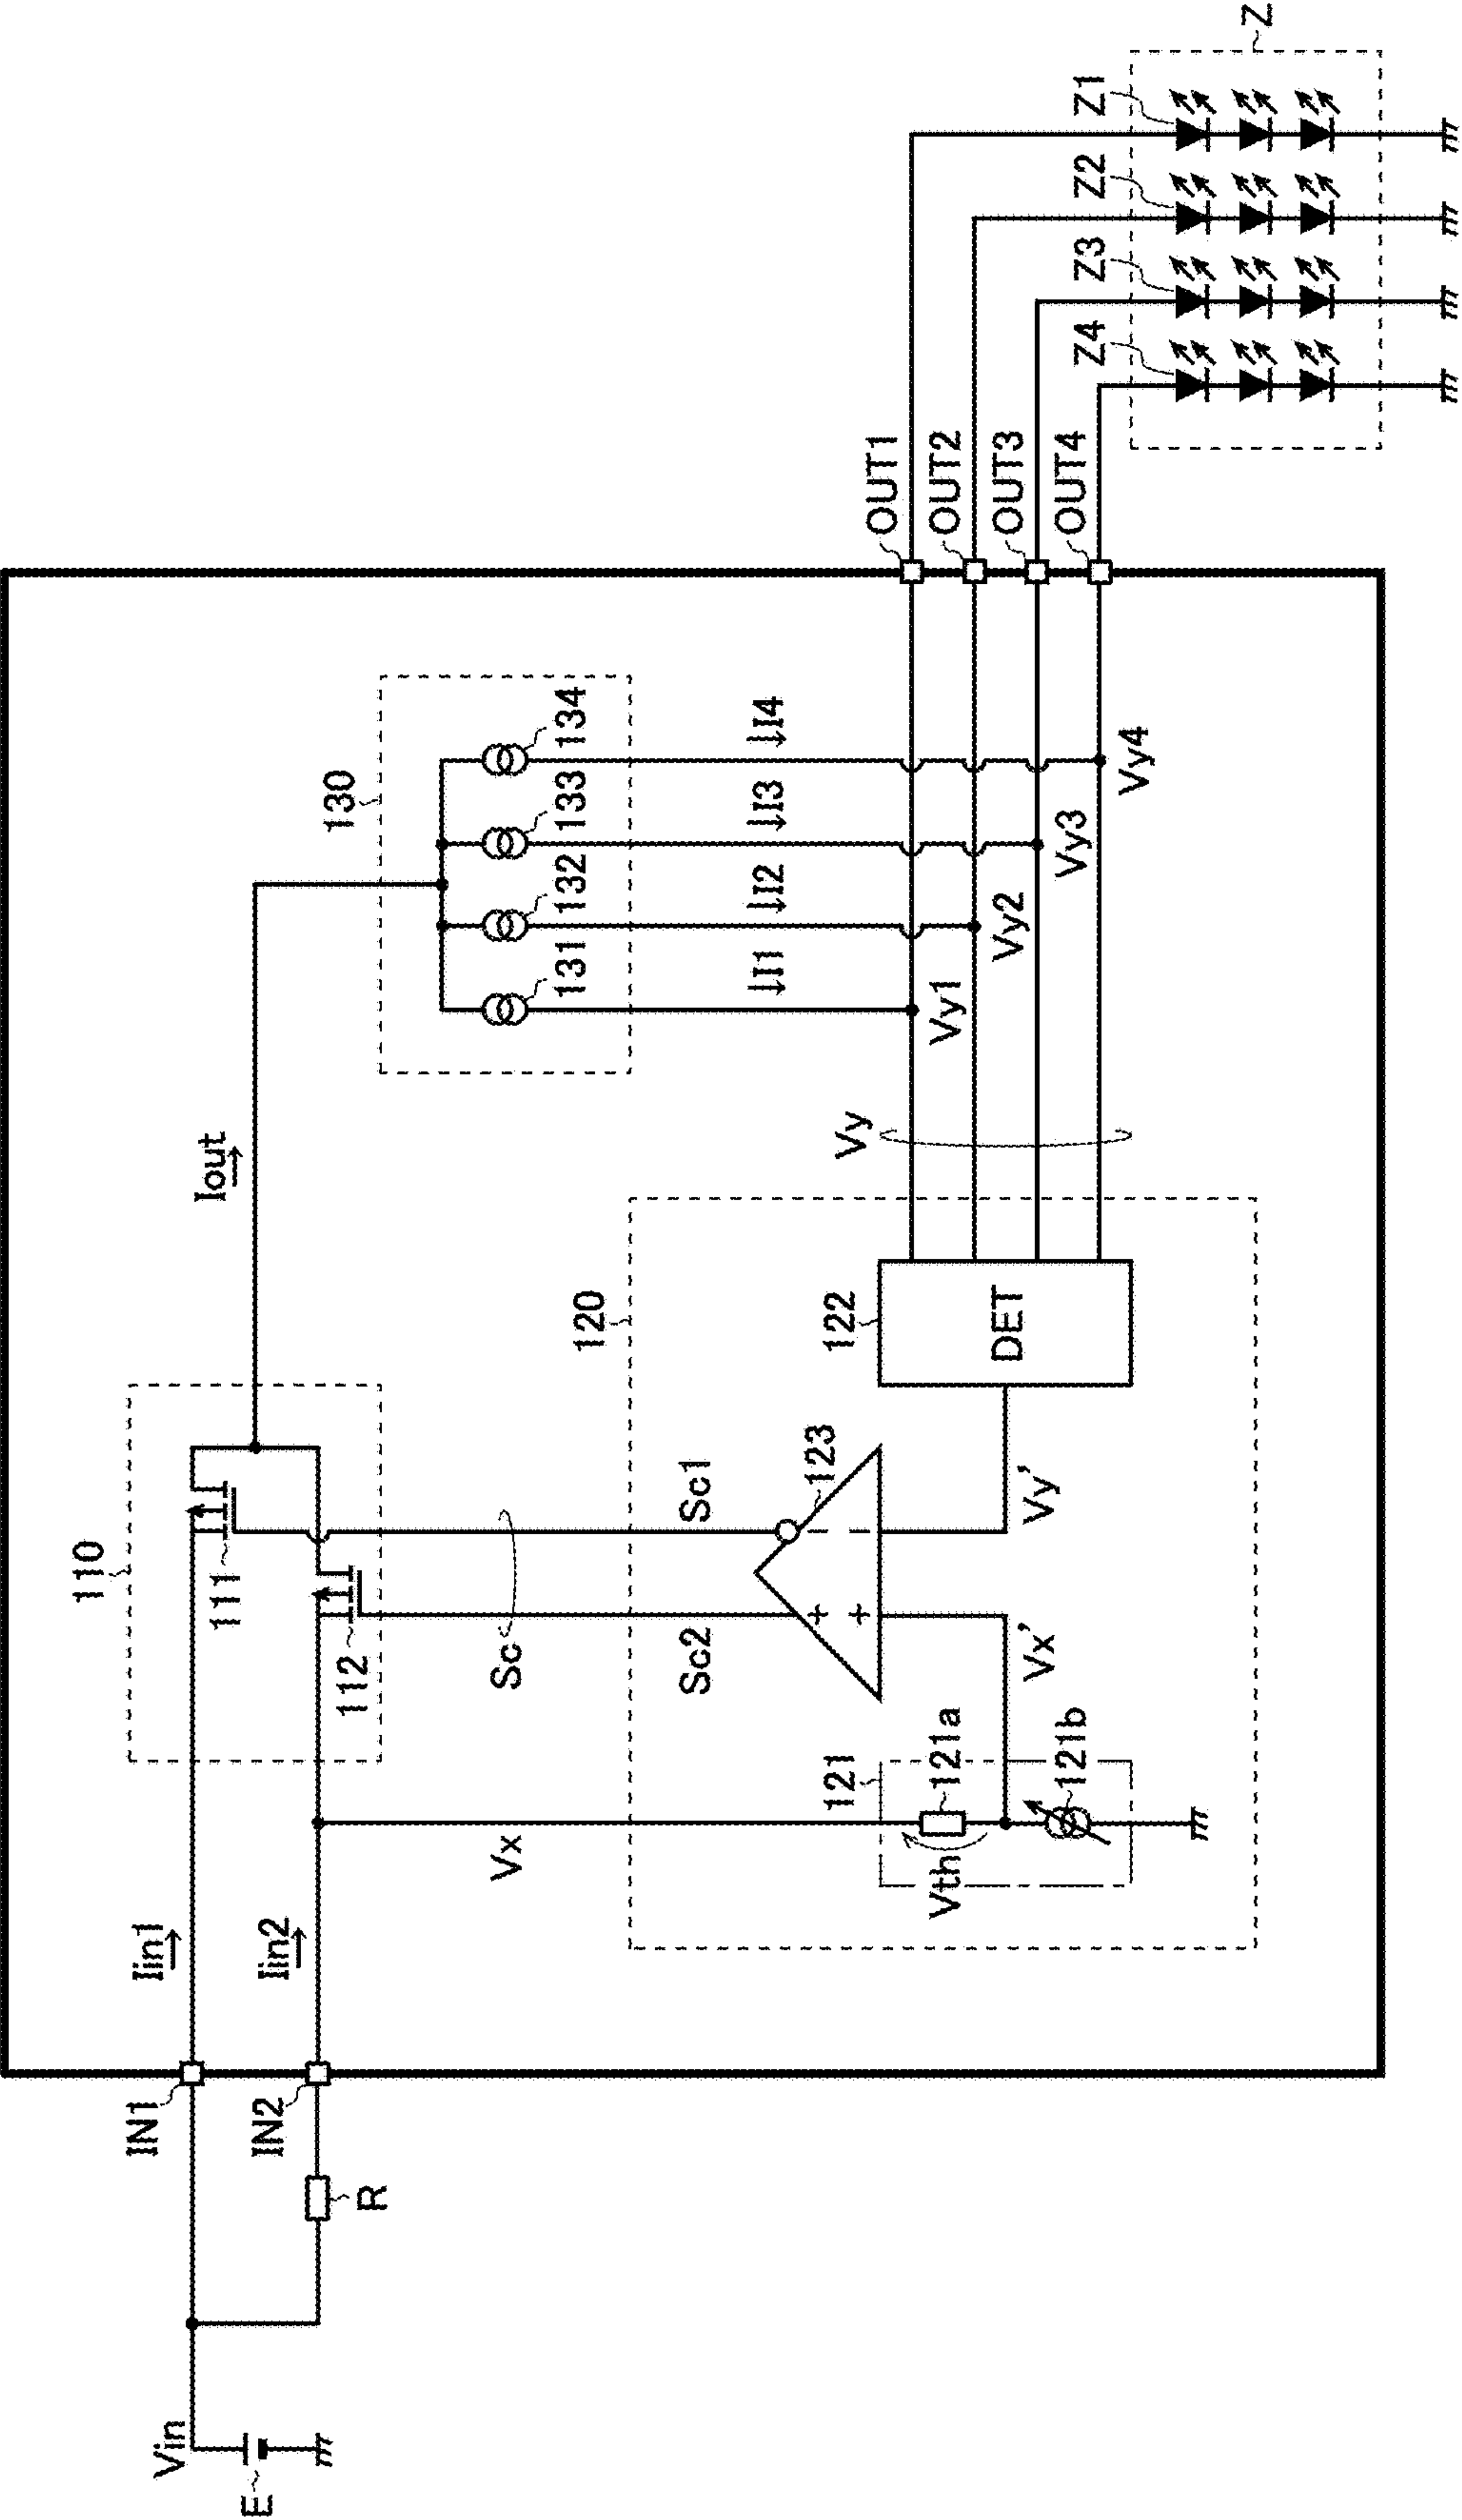 Vin
E
IN1
IN2
R
Iin1
Iin2
110
111
112
Iout
130
131
132
133
134
I1
I2
I3
I4
Sc
Sc1
Sc2
Vx
120
121
121a
121b
Vth
Vx'
Vy'
123
122
DET
Vy
Vy1
Vy2
Vy3
Vy4
OUT1
OUT2
OUT3
OUT4
Z1
Z2
Z3
Z4
Z